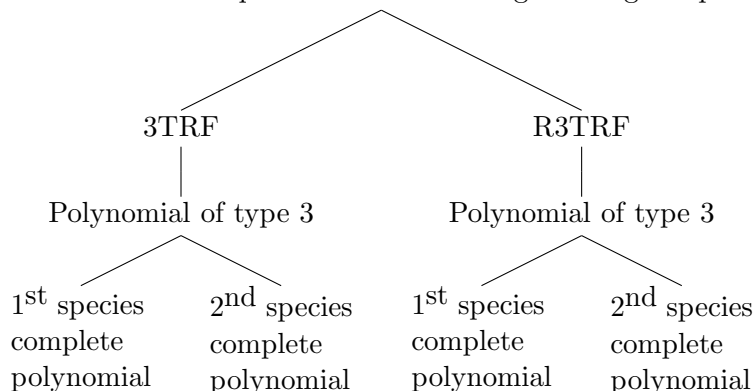 3TRF R3TRF
Polynomial of type 3 Polynomial of type 3
1st species 2nd species 1st species 2nd species
complete complete complete complete
polynomial polynomial polynomial polynomial